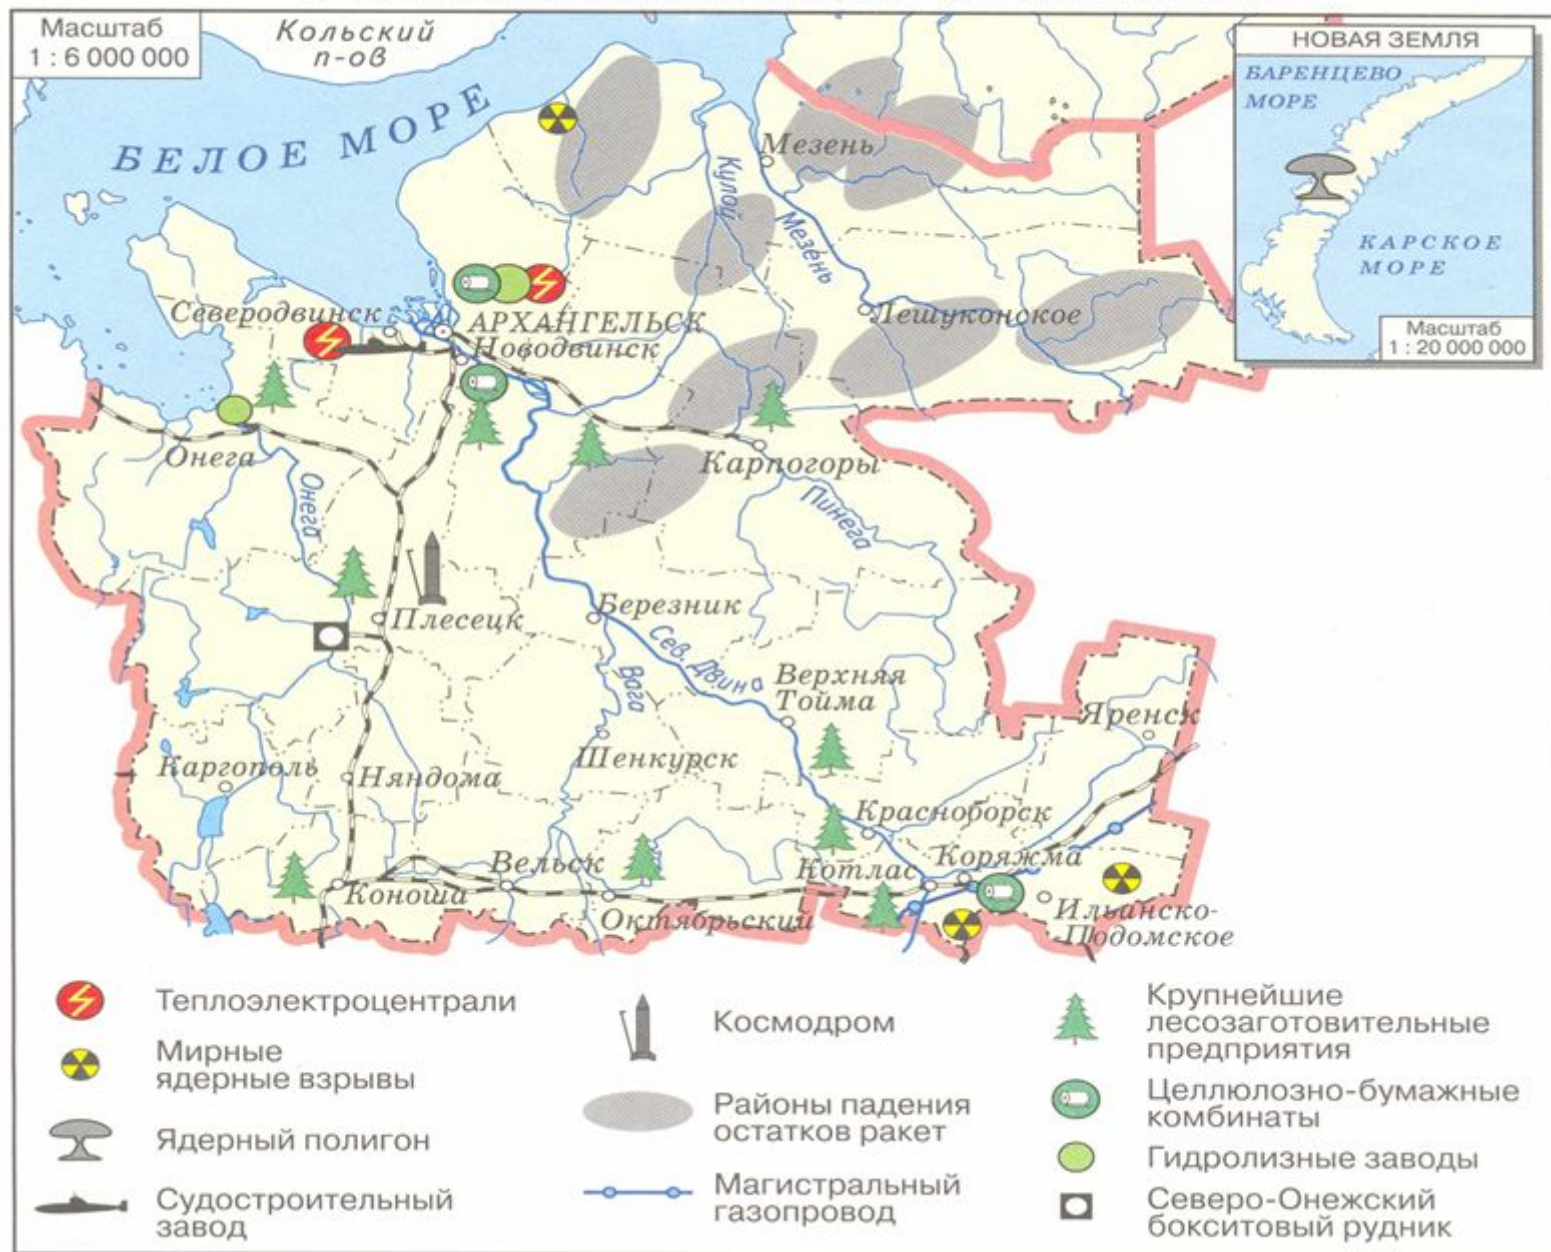 Масштаб
1 : 6 000 000
Кольский
п-ов
НОВАЯ ЗЕМЛЯ
БАРЕНЦЕВО
МОРЕ
КАРСКОЕ
МОРЕ
Масштаб
1 : 20 000 000
БЕЛОЕ МОРЕ
Мезень
Кулой
Мезень
Лешуконское
Северодвинск
АРХАНГЕЛЬСК
Новодвинск
Онега
Онега
Карпогоры
Пинега
Плесецк
Березник
Сев. Двина
Вага
Верхняя
Тойма
Шенкурск
Яренск
Каргополь
Няндома
Красноборск
Коряжма
Котлас
Вельск
Коноша
Октябрьский
Ильинско-
Подомское
Теплоэлектроцентрали
Мирные
ядерные взрывы
Ядерный полигон
Судостроительный
завод
Космодром
Районы падения
остатков ракет
Магистральный
газопровод
Крупнейшие
лесозаготовительные
предприятия
Целлюлозно-бумажные
комбинаты
Гидролизные заводы
Северо-Онежский
бокситовый рудник